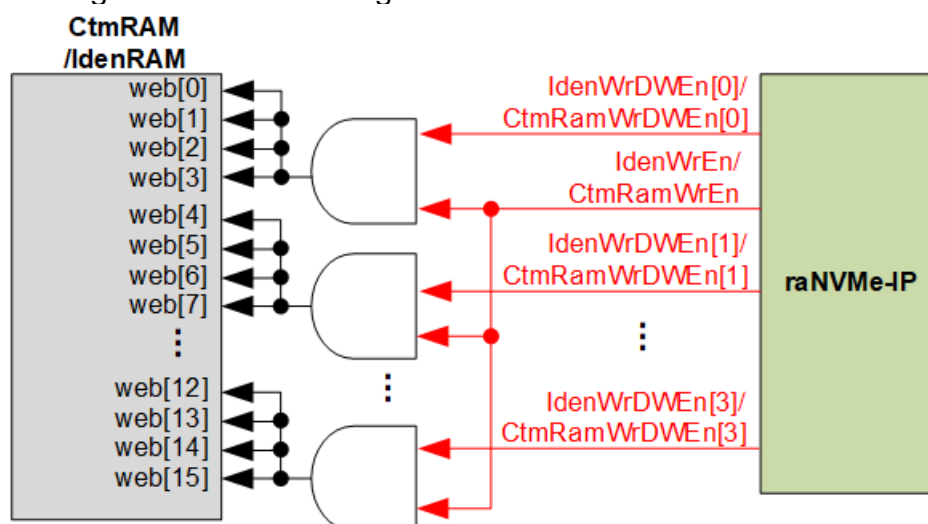 CtmRAM
/IdenRAM
web[0]
web[1]
web[2]
web[3]
web[4]
web[5]
web[6]
web[7]
web[12]
web[13]
web[14]
web[15]
IdenWrDWEn[0]/
CtmRamWrDWEn[0]
IdenWrEn/
CtmRamWrEn
IdenWrDWEn[1]/
CtmRamWrDWEn[1]
IdenWrDWEn[3]/
CtmRamWrDWEn[3]
raNVMe-IP